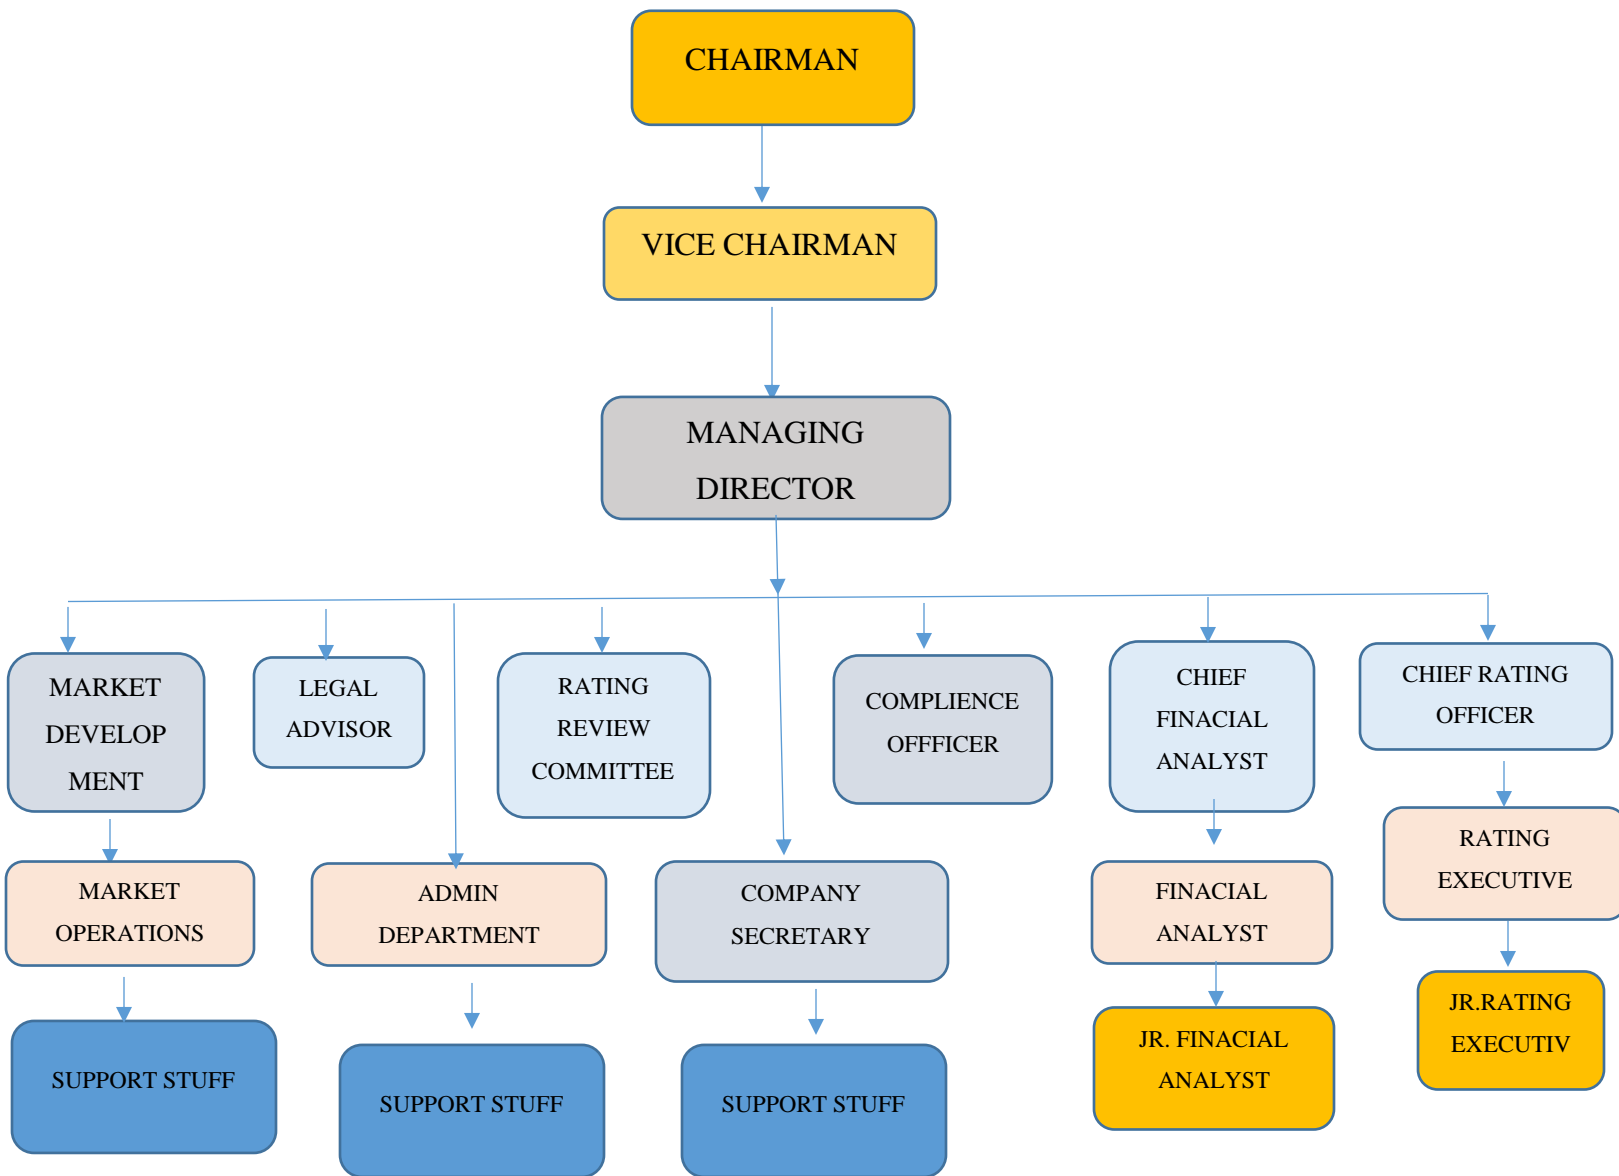 CHAIRMAN
VICE CHAIRMAN
MANAGING
DIRECTOR
MARKET
DEVELOP
MENT
LEGAL
ADVISOR
RATING
REVIEW
COMMITTEE
COMPLIENCE
OFFFICER
CHIEF
FINACIAL
ANALYST
CHIEF RATING
OFFICER
MARKET
OPERATIONS
ADMIN
DEPARTMENT
COMPANY
SECRETARY
FINACIAL
ANALYST
RATING
EXECUTIVE
SUPPORT STUFF
SUPPORT STUFF
SUPPORT STUFF
JR. FINACIAL
ANALYST
JR.RATING
EXECUTIV